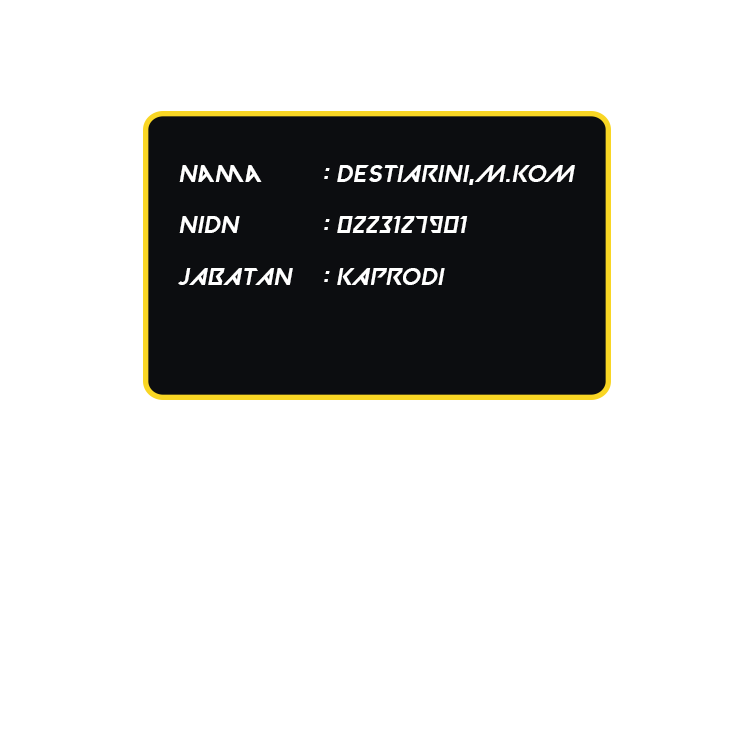 NAMA : DESTIARINI,M.KOM
NIDN : 0223127901
JABATAN : KAPRODI